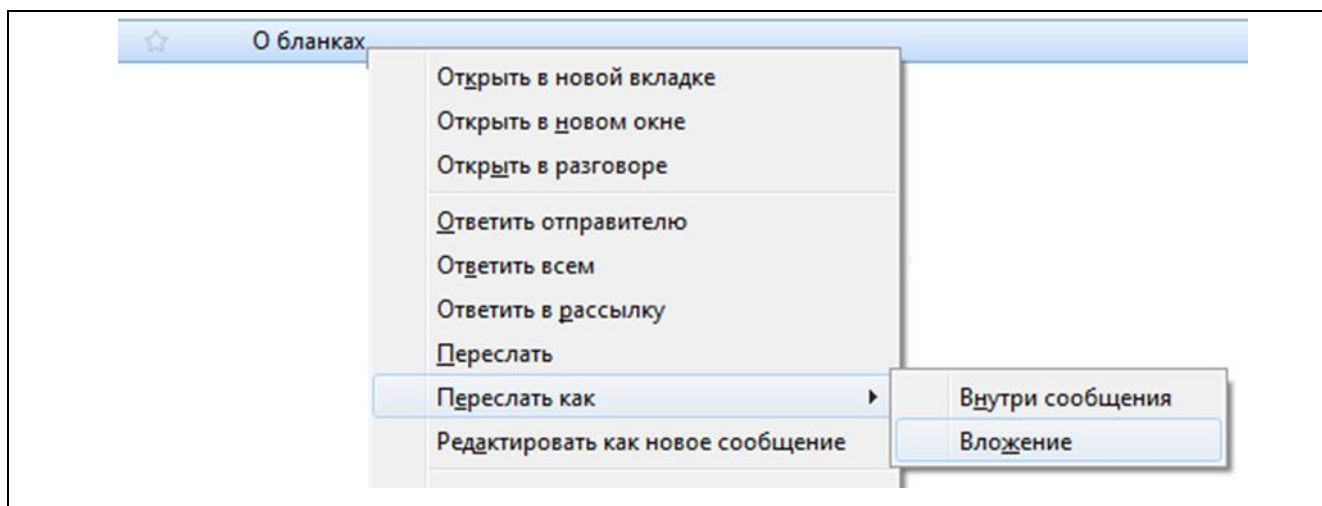 О бланках
Открыть в новой вкладке
Открыть в новом окне
Открыть в разговоре
Ответить отправителю
Ответить всем
Ответить в рассылку
Переслать
Переслать как
Внутри сообщения
Редактировать как новое сообщение
Вложение